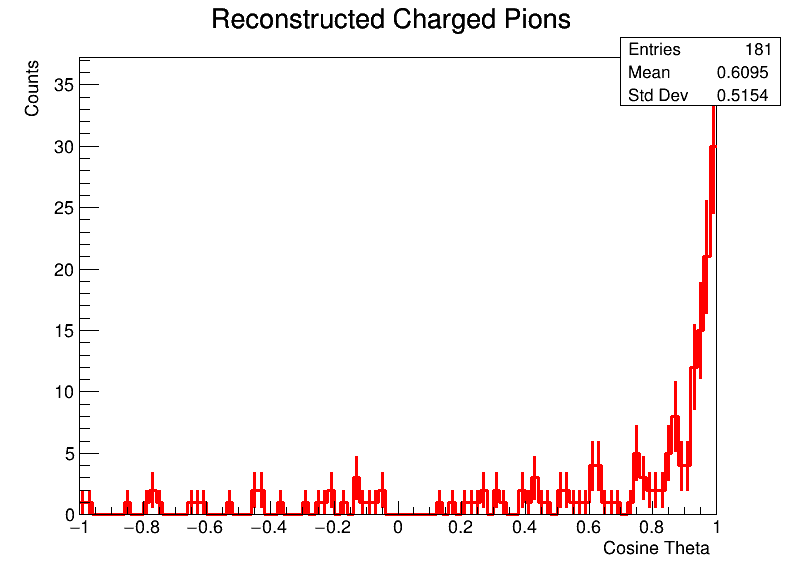 Reconstructed Charged Pions
Entries 181
Mean 0.6095
Std Dev 0.5154
Counts
35
30
25
20
15
10
5
0
−1 −0.8 −0.6 −0.4 −0.2 0 0.2 0.4 0.6 0.8 1
Cosine Theta